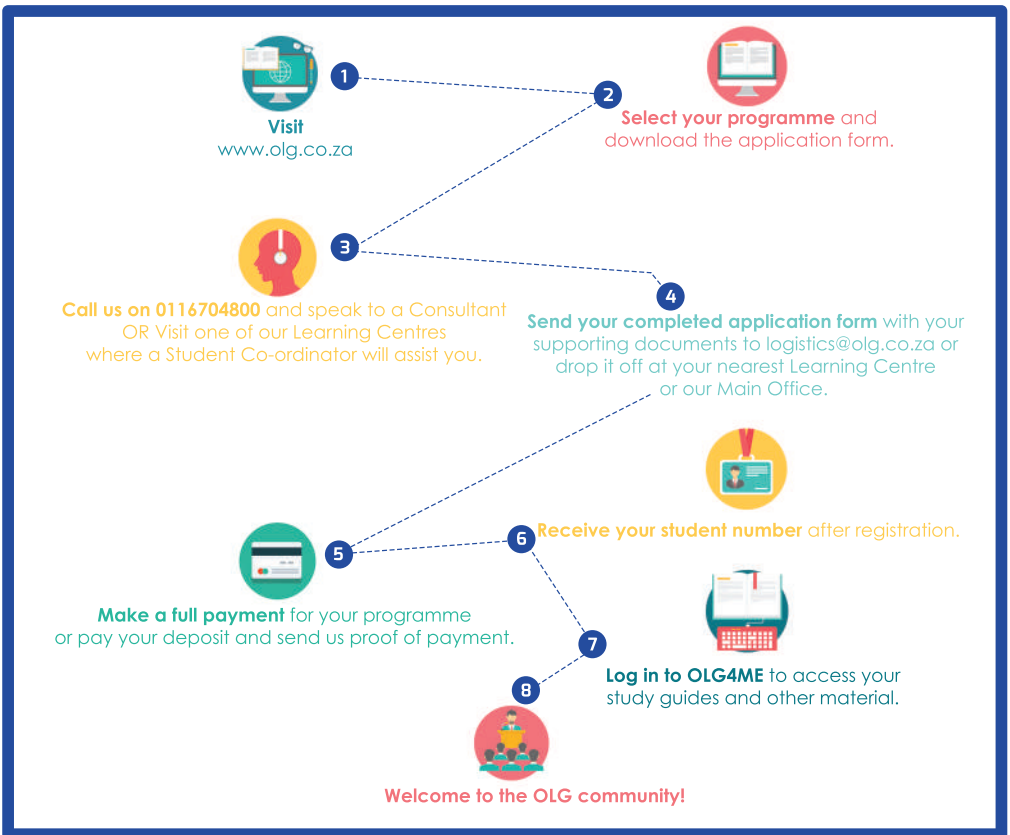 1
Visit
www.olg.co.za
2
Select your programme and
download the application form.
3
Call us on 0116704800 and speak to a Consultant
OR Visit one of our Learning Centres
where a Student Co-ordinator will assist you.
4
Send your completed application form with your
supporting documents to logistics@olg.co.za or
drop it off at your nearest Learning Centre
or our Main Office.
5
Make a full payment for your programme
or pay your deposit and send us proof of payment.
6
Receive your student number after registration.
7
Log in to OLG4ME to access your
study guides and other material.
8
Welcome to the OLG community!